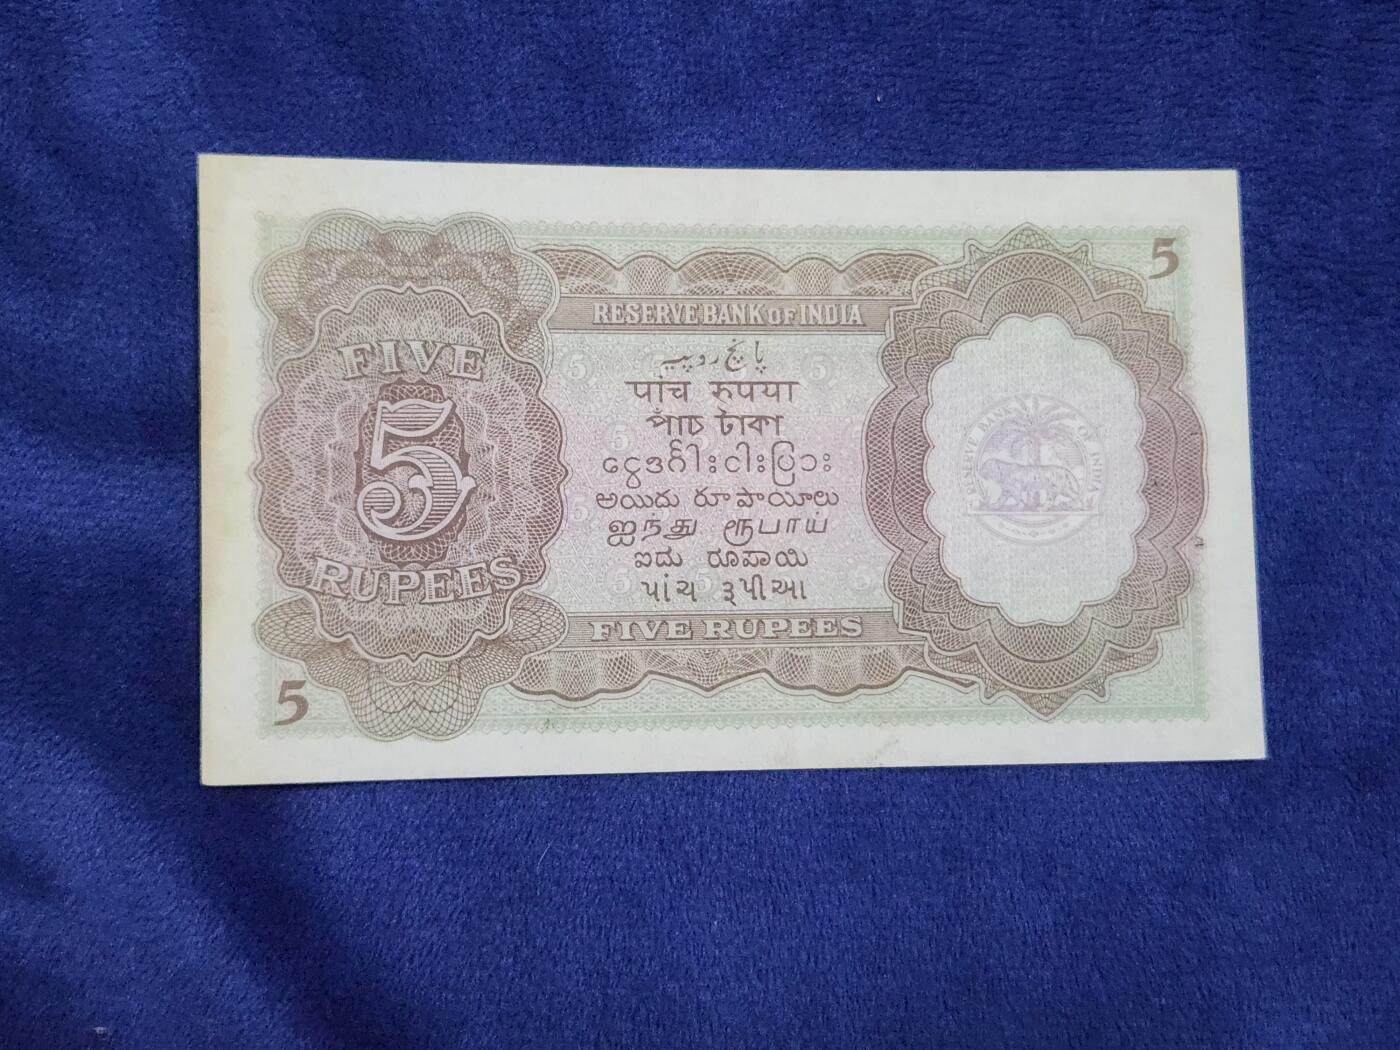 5
RESERVE BANK OF INDIA
FIVE
5
RUPEES
پانچ روپیہ
पांच रुपया
পাঁচ টাকা
ငွေဒင်္ဂါးငါးပြား
అయిదు రూపాయీలు
ஐந்து ரூபாய்
ಐದು ರೂಪಾಯಿ
પાંચ રૂપીઆ
FIVE RUPEES
RESERVE BANK OF INDIA
5